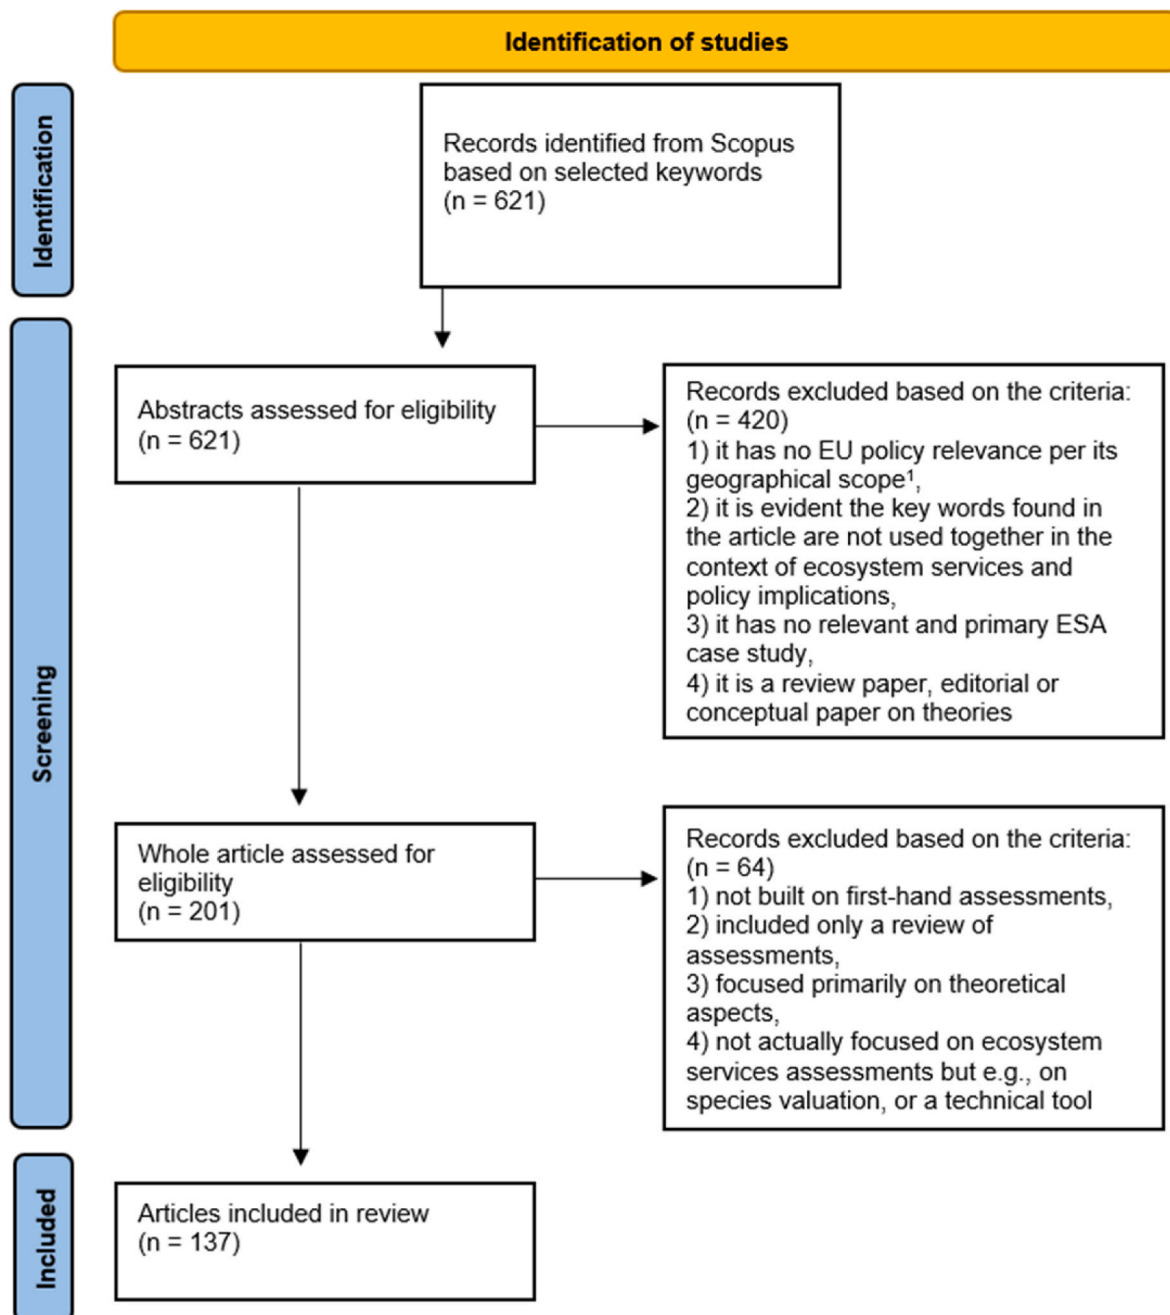 Identification of studies
Identification
Records identified from Scopus
based on selected keywords
(n = 621)
Screening
Abstracts assessed for eligibility
(n = 621)
Records excluded based on the criteria:
(n = 420)
1) it has no EU policy relevance per its
geographical scope¹,
2) it is evident the key words found in
the article are not used together in the
context of ecosystem services and
policy implications,
3) it has no relevant and primary ESA
case study,
4) it is a review paper, editorial or
conceptual paper on theories
Whole article assessed for
eligibility
(n = 201)
Records excluded based on the criteria:
(n = 64)
1) not built on first-hand assessments,
2) included only a review of
assessments,
3) focused primarily on theoretical
aspects,
4) not actually focused on ecosystem
services assessments but e.g., on
species valuation, or a technical tool
Included
Articles included in review
(n = 137)